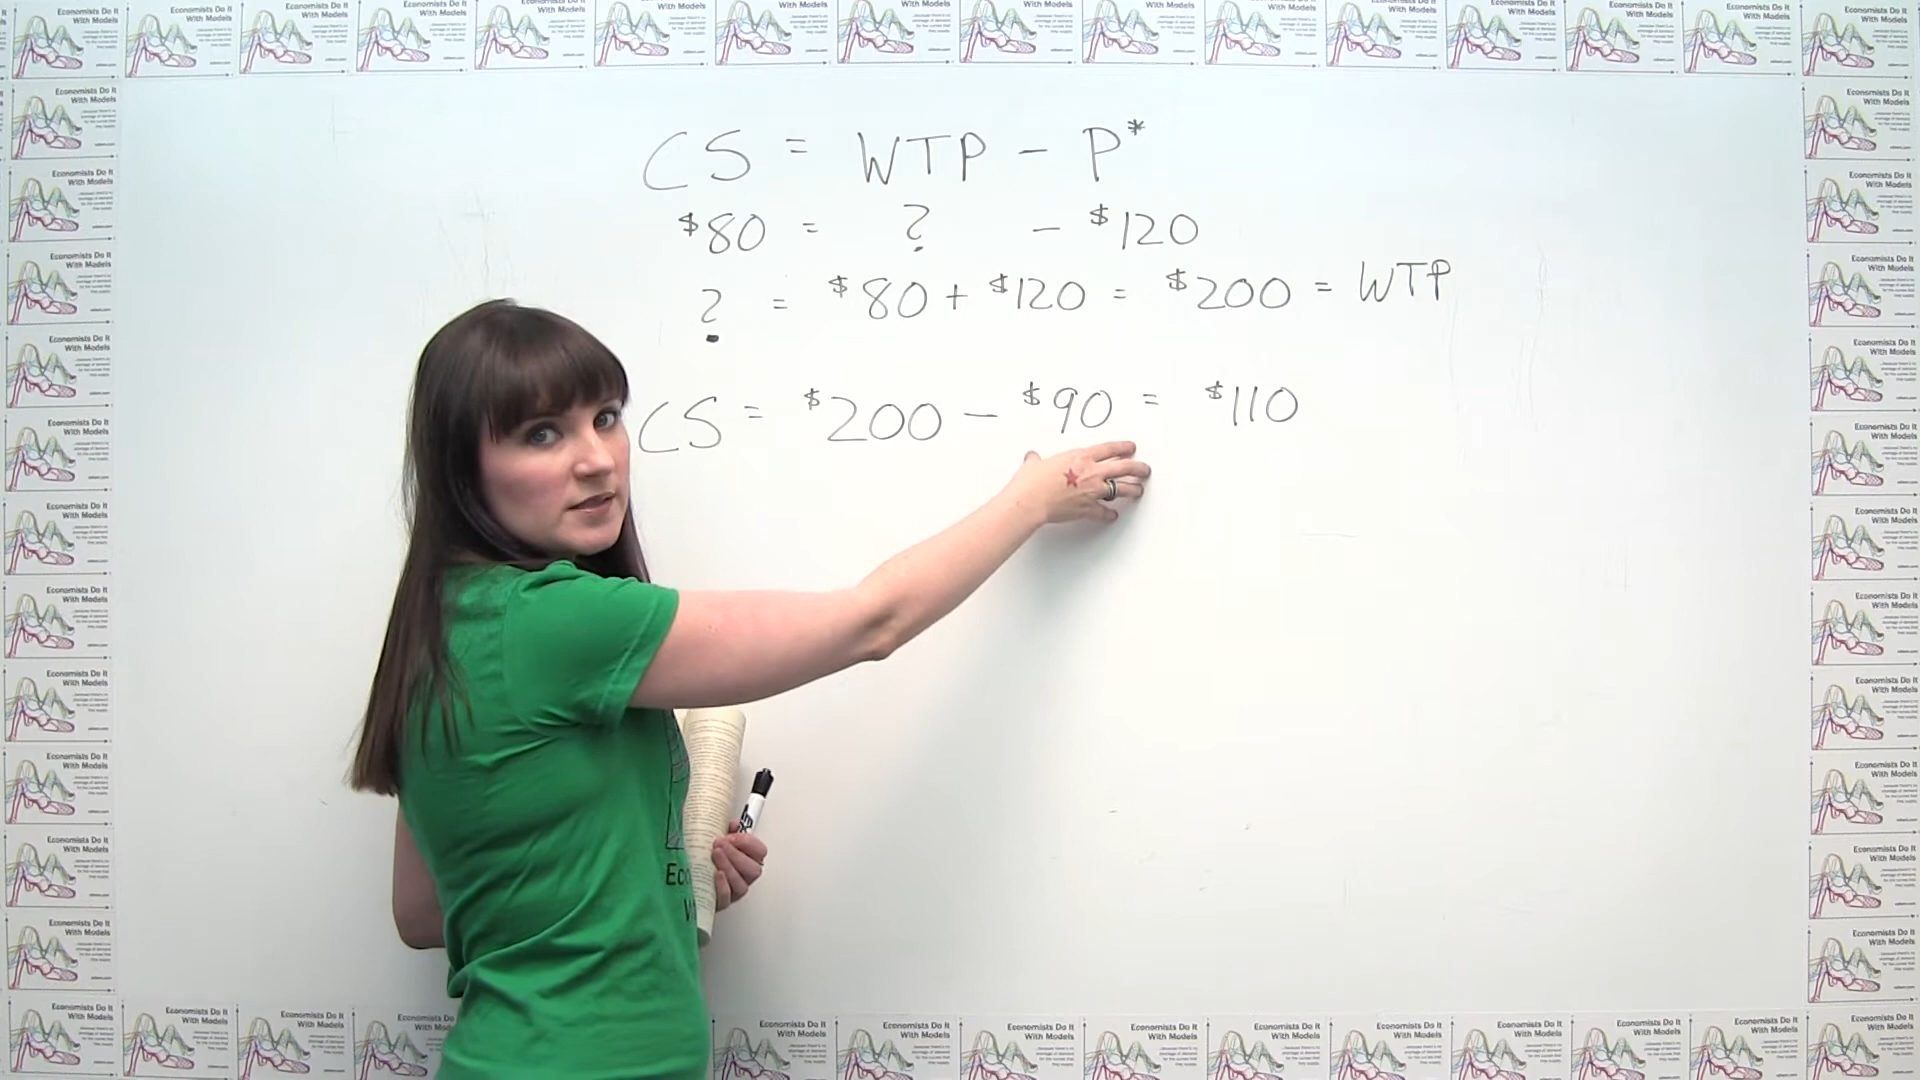 CS = WTP - P*
$80 = ? - $120
? = $80 + $120 = $200 = WTP
CS = $200 - $90 = $110
Economists Do It
With Models